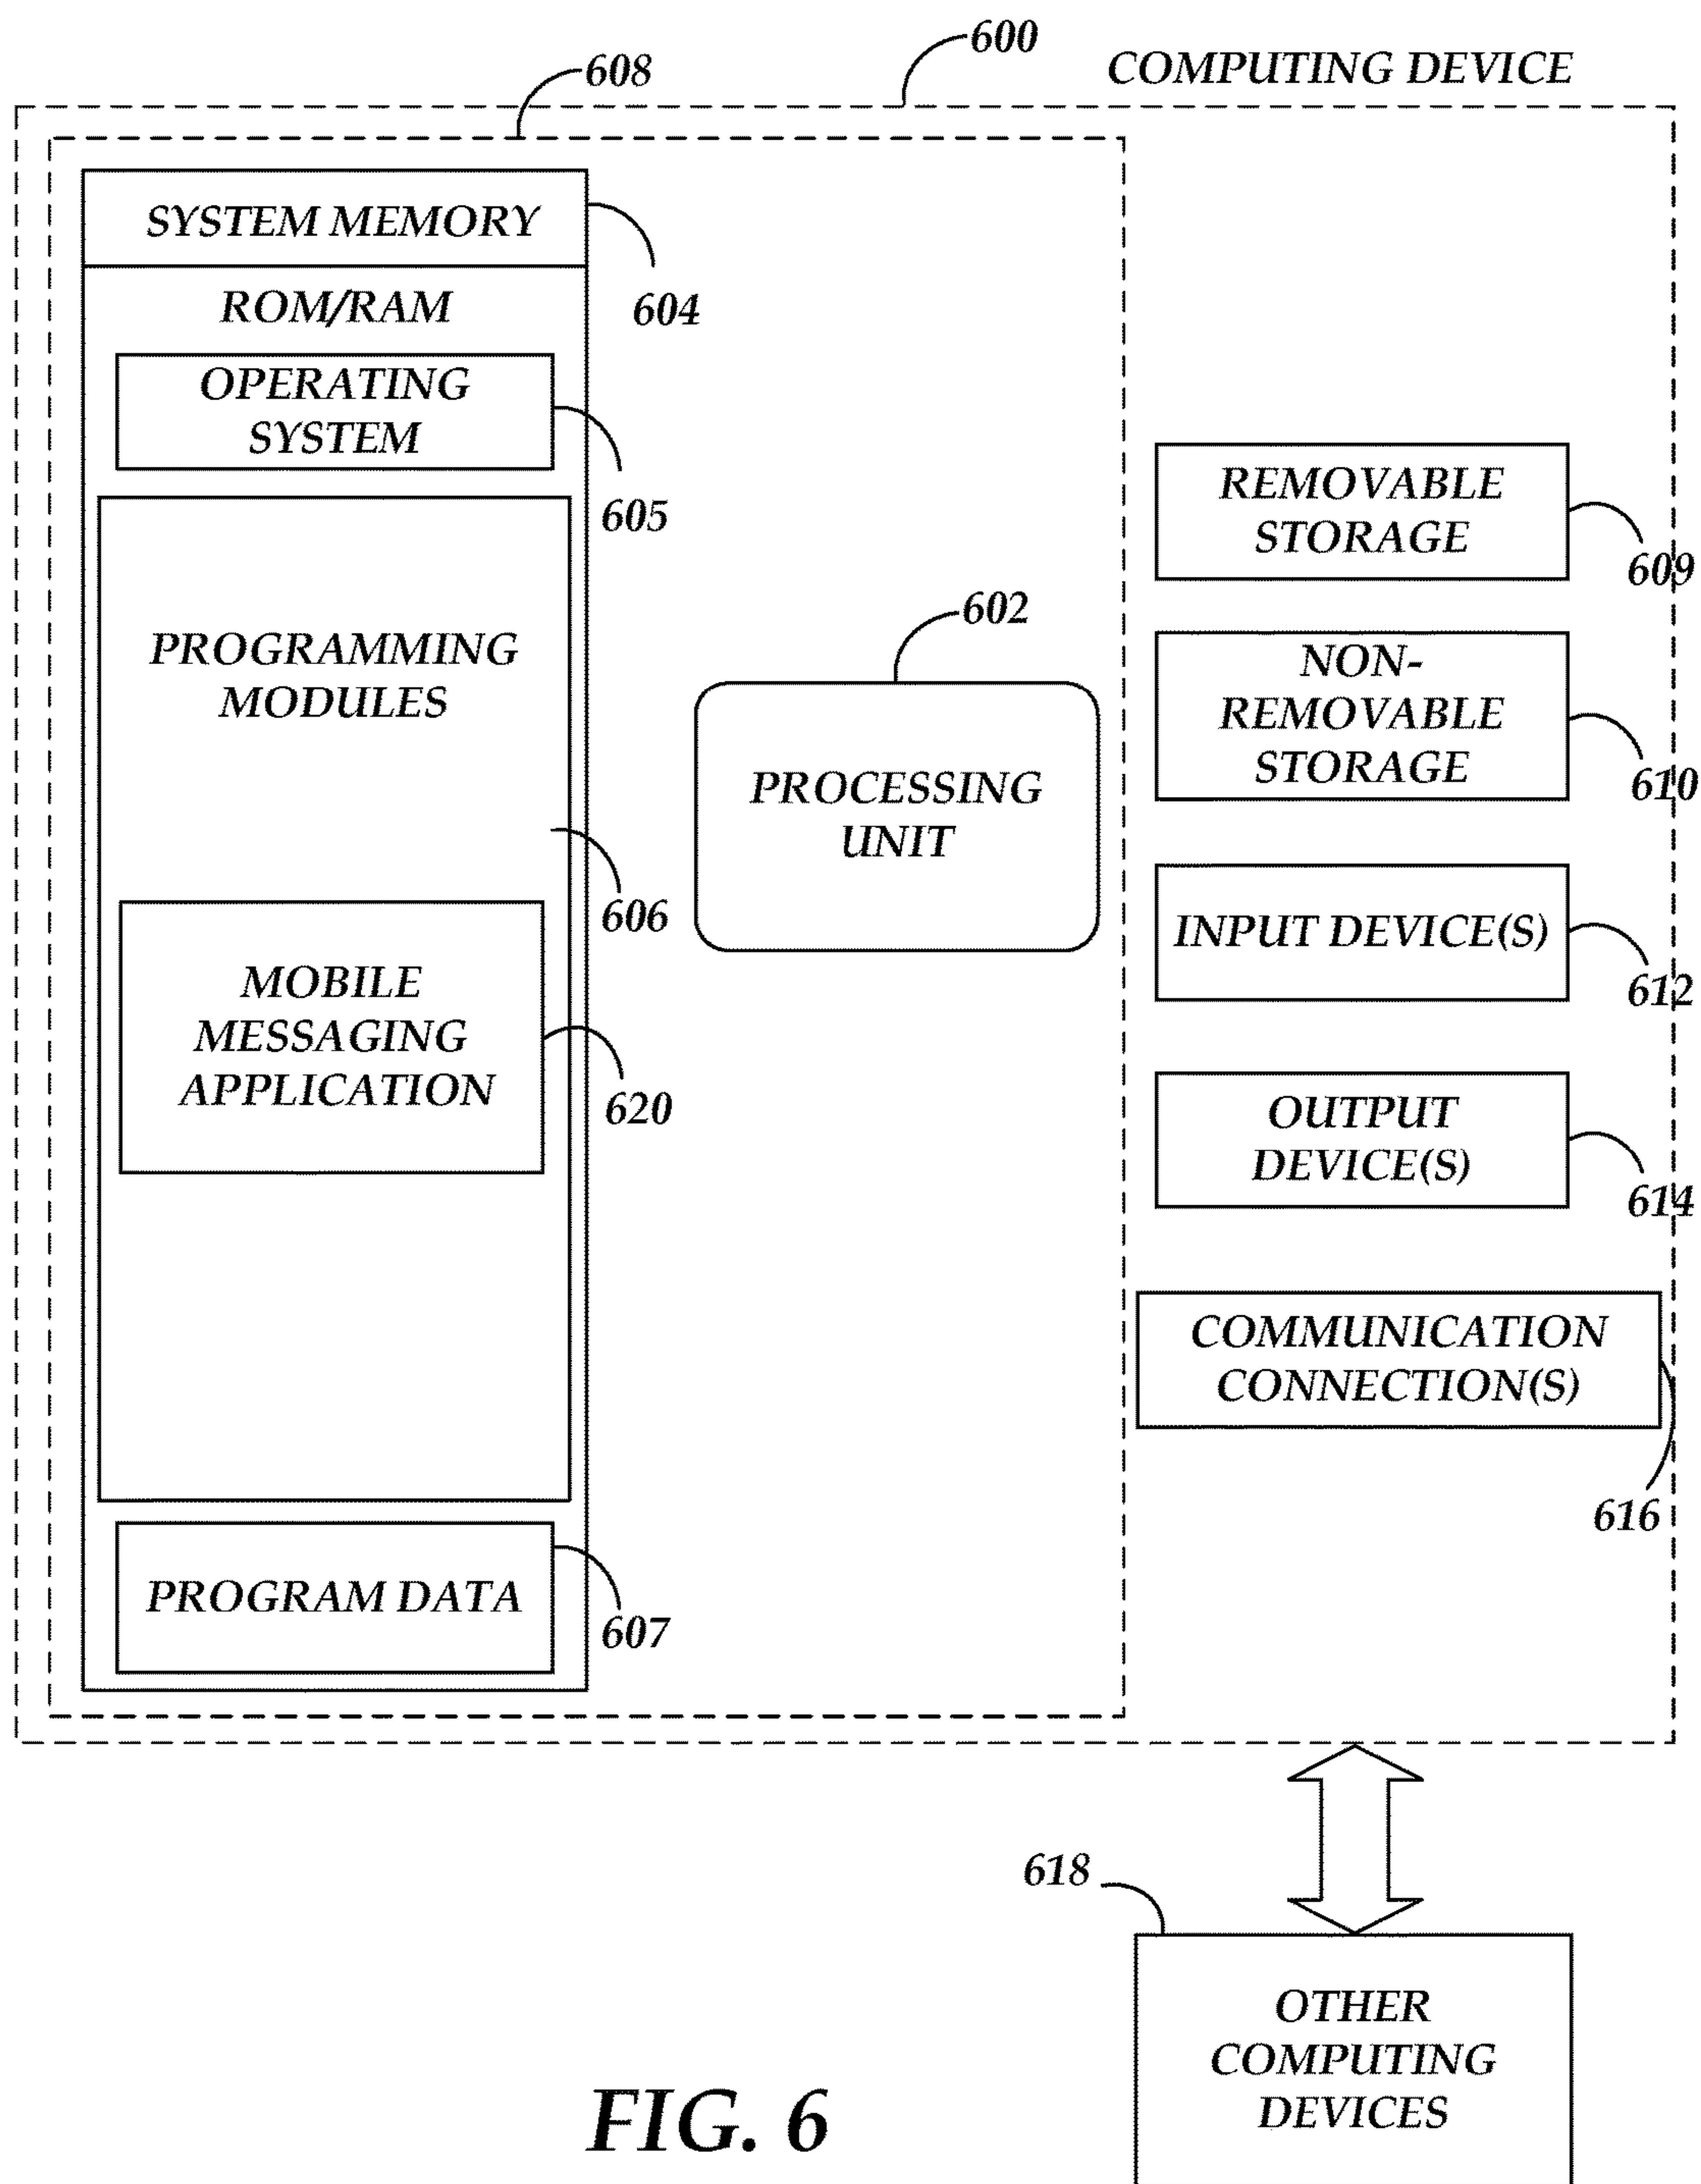 600
COMPUTING DEVICE
608
SYSTEM MEMORY
604
ROM/RAM
OPERATING
SYSTEM
605
PROGRAMMING
MODULES
606
MOBILE
MESSAGING
APPLICATION
620
PROGRAM DATA
607
602
PROCESSING
UNIT
REMOVABLE
STORAGE
609
NON-
REMOVABLE
STORAGE
610
INPUT DEVICE(S)
612
OUTPUT
DEVICE(S)
614
COMMUNICATION
CONNECTION(S)
616
618
OTHER
COMPUTING
DEVICES
FIG. 6